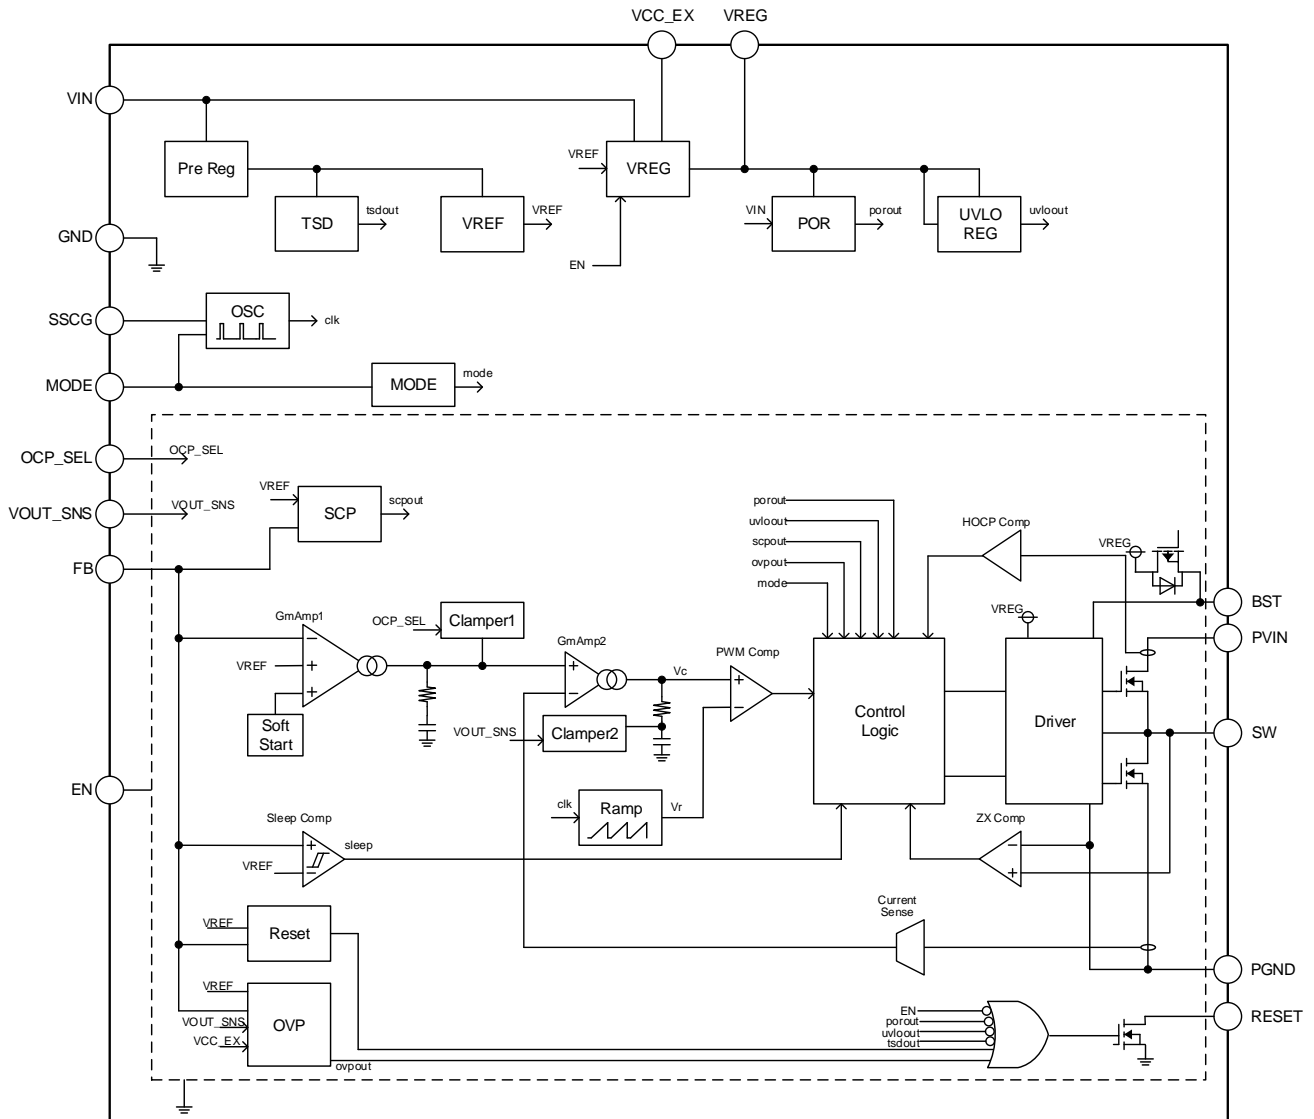 VCC_EX VREG
VIN
Pre Reg
VREF
VREG
TSD
tsdout
VREF
VREF
VIN
POR
porout
UVLO
REG
uvloout
GND
EN
SSCG
OSC
clk
MODE
MODE
mode
OCP_SEL
OCP_SEL
VOUT_SNS
VOUT_SNS
VREF
SCP
scpout
FB
porout
uvloout
scpout
ovpout
mode
HOCP Comp
VREG
BST
VREG
PVIN
GmAmp1
OCP_SEL
Clamper1
GmAmp2
VREF
Vc
PWM Comp
Soft
Start
VOUT_SNS
Clamper2
Control
Logic
Driver
SW
EN
clk
Ramp
Vr
Sleep Comp
sleep
VREF
ZX Comp
Current
Sense
VREF
Reset
PGND
VREF
VOUT_SNS
VCC_EX
OVP
ovpout
EN
porout
uvloout
tsdout
RESET